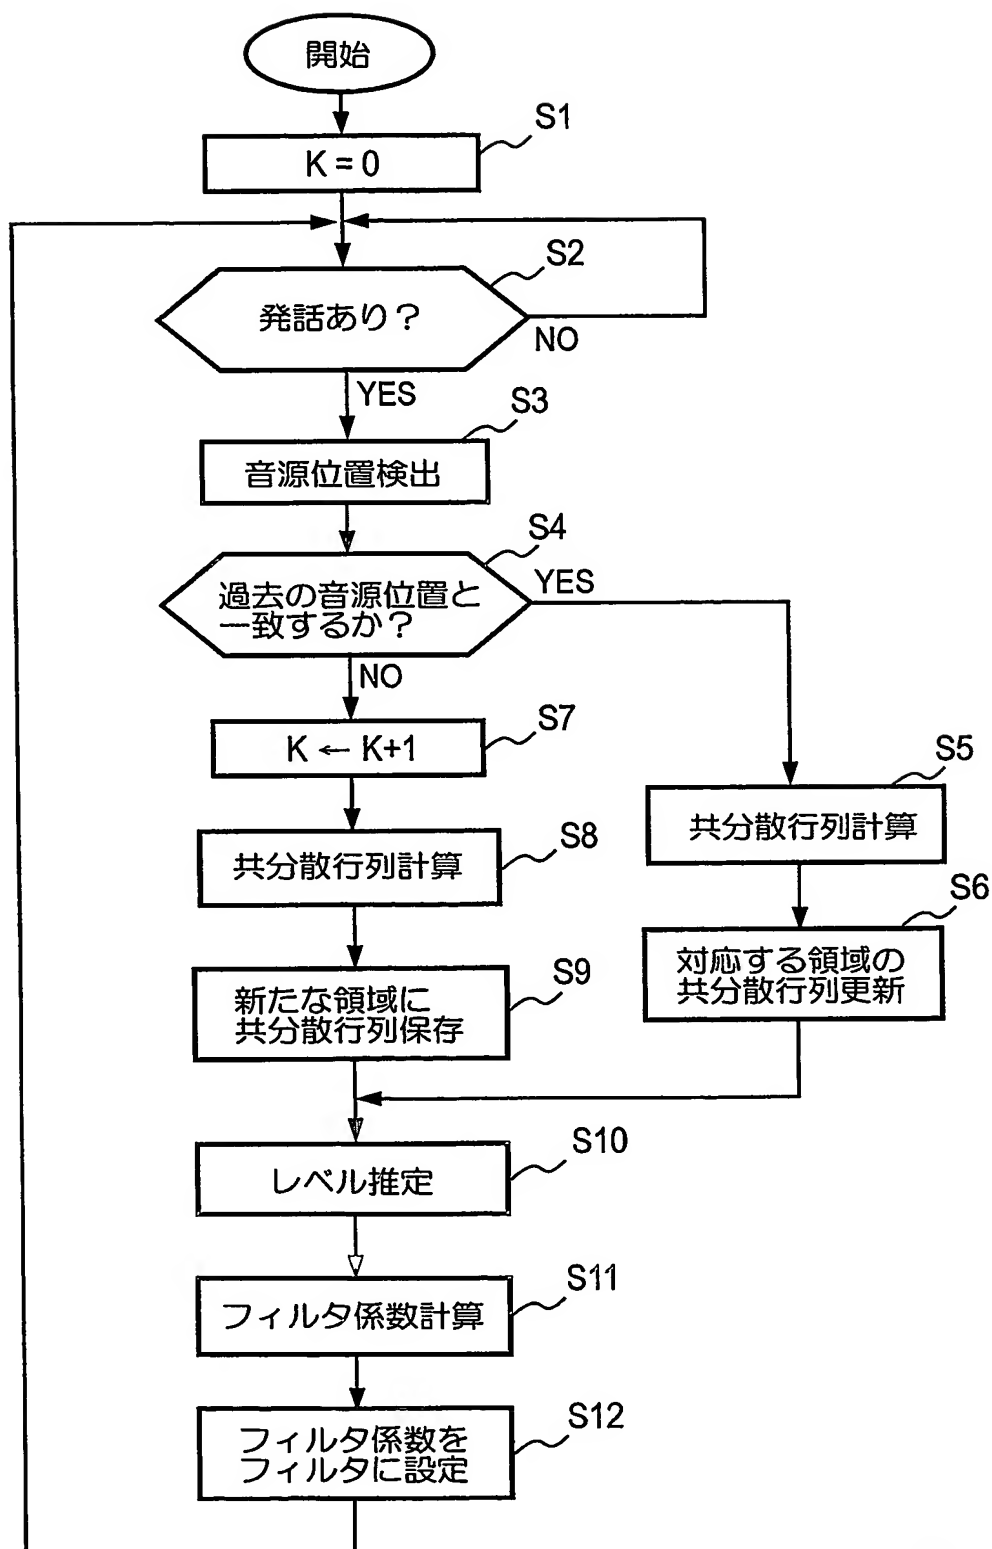 開始
S1
K = 0
S2
発話あり？
NO
YES
S3
音源位置検出
S4
過去の音源位置と
一致するか？
YES
NO
S7
K ← K+1
S5
共分散行列計算
S8
共分散行列計算
S6
対応する領域の
共分散行列更新
S9
新たな領域に
共分散行列保存
S10
レベル推定
S11
フィルタ係数計算
S12
フィルタ係数を
フィルタに設定